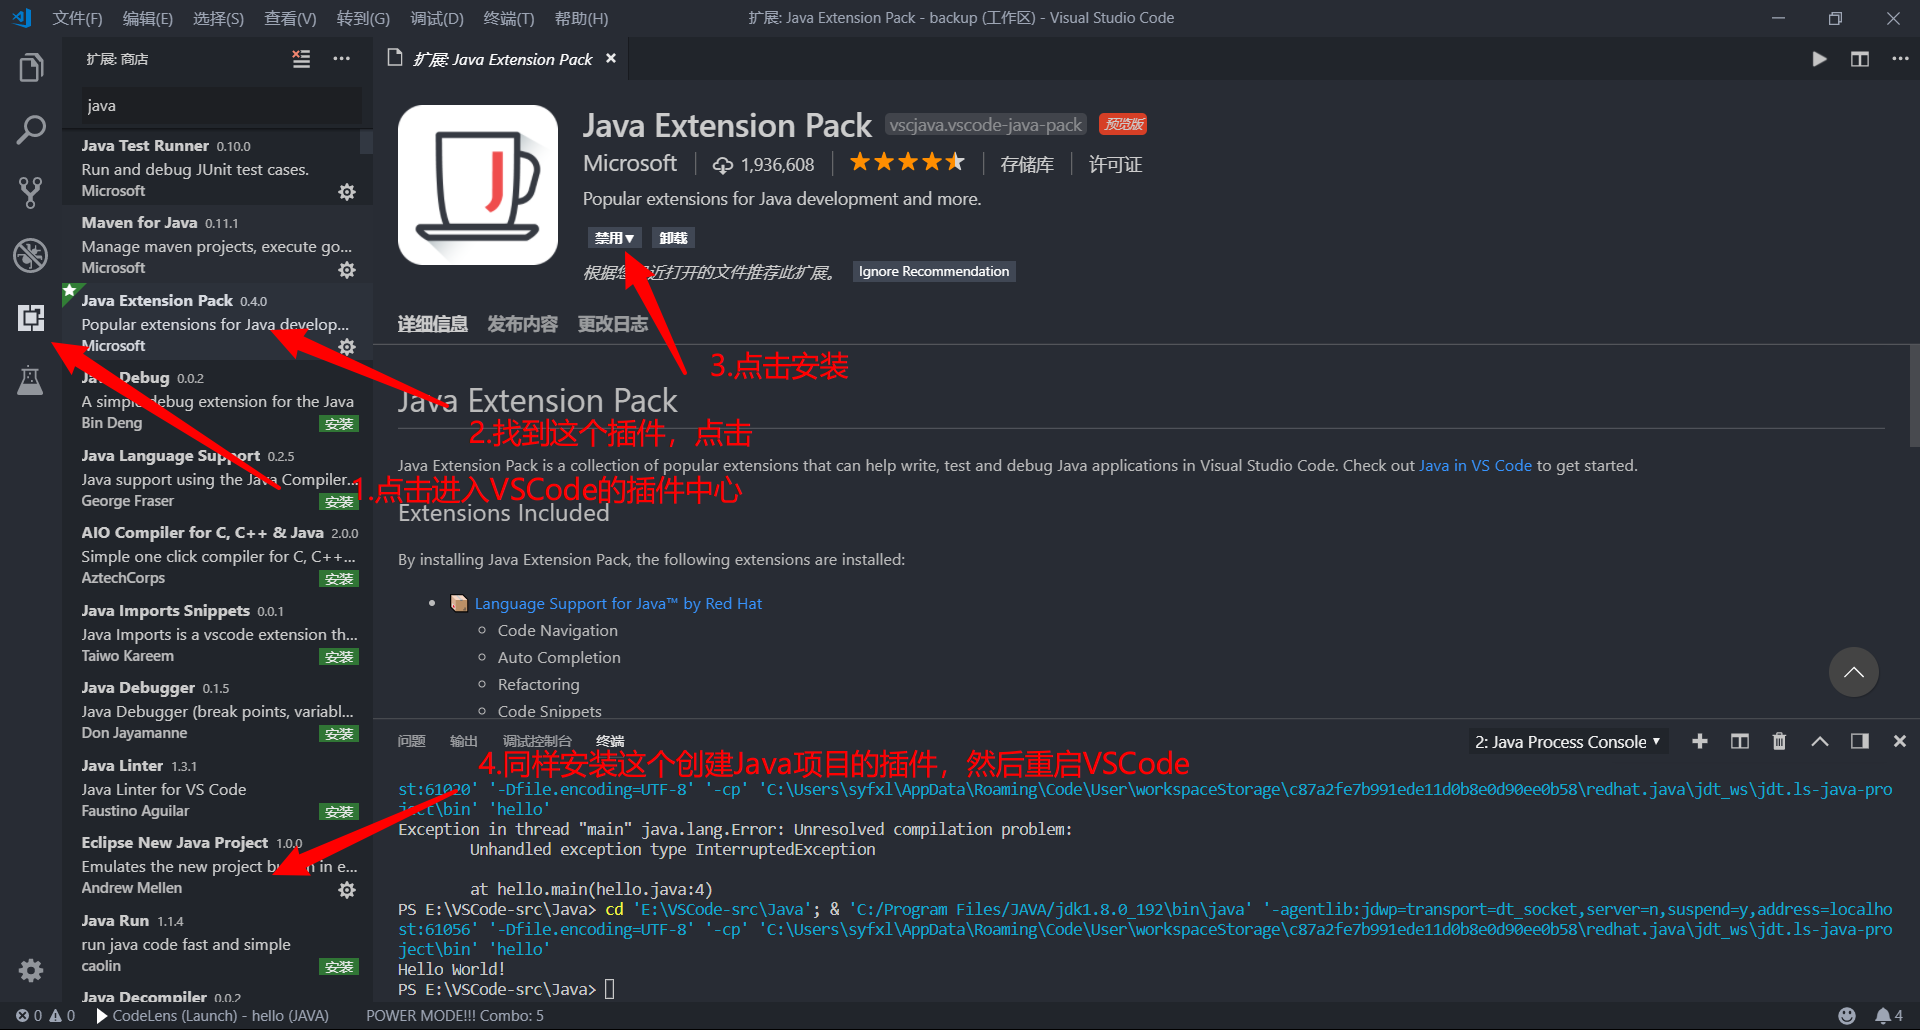 文件(F) 编辑(E) 选择(S) 查看(V) 转到(G) 调试(D) 终端(T) 帮助(H)
扩展: Java Extension Pack - backup (工作区) - Visual Studio Code
扩展: 商店
java
Java Test Runner 0.10.0
Run and debug JUnit test cases.
Microsoft
Maven for Java 0.11.1
Manage maven projects, execute go...
Microsoft
Java Extension Pack 0.4.0
Popular extensions for Java develop...
Microsoft
Java Debug 0.0.2
A simple debug extension for the Java
Bin Deng 安装
Java Language Support 0.2.5
Java support using the Java Compiler...
George Fraser 安装
AIO Compiler for C, C++ & Java 2.0.0
Simple one click compiler for C, C++...
AztechCorps 安装
Java Imports Snippets 0.0.1
Java Imports is a vscode extension th...
Taiwo Kareem 安装
Java Debugger 0.1.5
Java Debugger (break points, variabl...
Don Jayamanne 安装
Java Linter 1.3.1
Java Linter for VS Code
Faustino Aguilar 安装
Eclipse New Java Project 1.0.0
Emulates the new project in e...
Andrew Mellen
Java Run 1.1.4
run java code fast and simple
caolin 安装
Java Decompiler 0.0.2
扩展: Java Extension Pack
Java Extension Pack vscjava.vscode-java-pack 预览版
Microsoft 1,936,608 存储库 许可证
Popular extensions for Java development and more.
禁用▼ 卸载
根据您近打开的文件推荐此扩展。 Ignore Recommendation
详细信息 发布内容 更改日志
3.点击安装
Java Extension Pack
2.找到这个插件，点击
Java Extension Pack is a collection of popular extensions that can help write, test and debug Java applications in Visual Studio Code. Check out Java in VS Code to get started.
1.点击进入VSCode的插件中心
Extensions Included
By installing Java Extension Pack, the following extensions are installed:
Language Support for Java™ by Red Hat
Code Navigation
Auto Completion
Refactoring
Code Snippets
问题 输出 调试控制台 终端 2: Java Process Console
4.同样安装这个创建Java项目的插件，然后重启VSCode
st:61020' '-Dfile.encoding=UTF-8' '-cp' 'C:\Users\syfxl\AppData\Roaming\Code\User\workspaceStorage\c87a2fe7b991ede11d0b8e0d90ee0b58\redhat.java\jdt_ws\jdt.ls-java-pro
ject\bin' 'hello'
Exception in thread "main" java.lang.Error: Unresolved compilation problem:
Unhandled exception type InterruptedException
at hello.main(hello.java:4)
PS E:\VSCode-src\Java> cd 'E:\VSCode-src\Java'; & 'C:/Program Files/JAVA/jdk1.8.0_192\bin\java' '-agentlib:jdwp=transport=dt_socket,server=n,suspend=y,address=localho
st:61056' '-Dfile.encoding=UTF-8' '-cp' 'C:\Users\syfxl\AppData\Roaming\Code\User\workspaceStorage\c87a2fe7b991ede11d0b8e0d90ee0b58\redhat.java\jdt_ws\jdt.ls-java-pro
ject\bin' 'hello'
Hello World!
PS E:\VSCode-src\Java>
0 0 CodeLens (Launch) - hello (JAVA) POWER MODE!!! Combo: 5 4